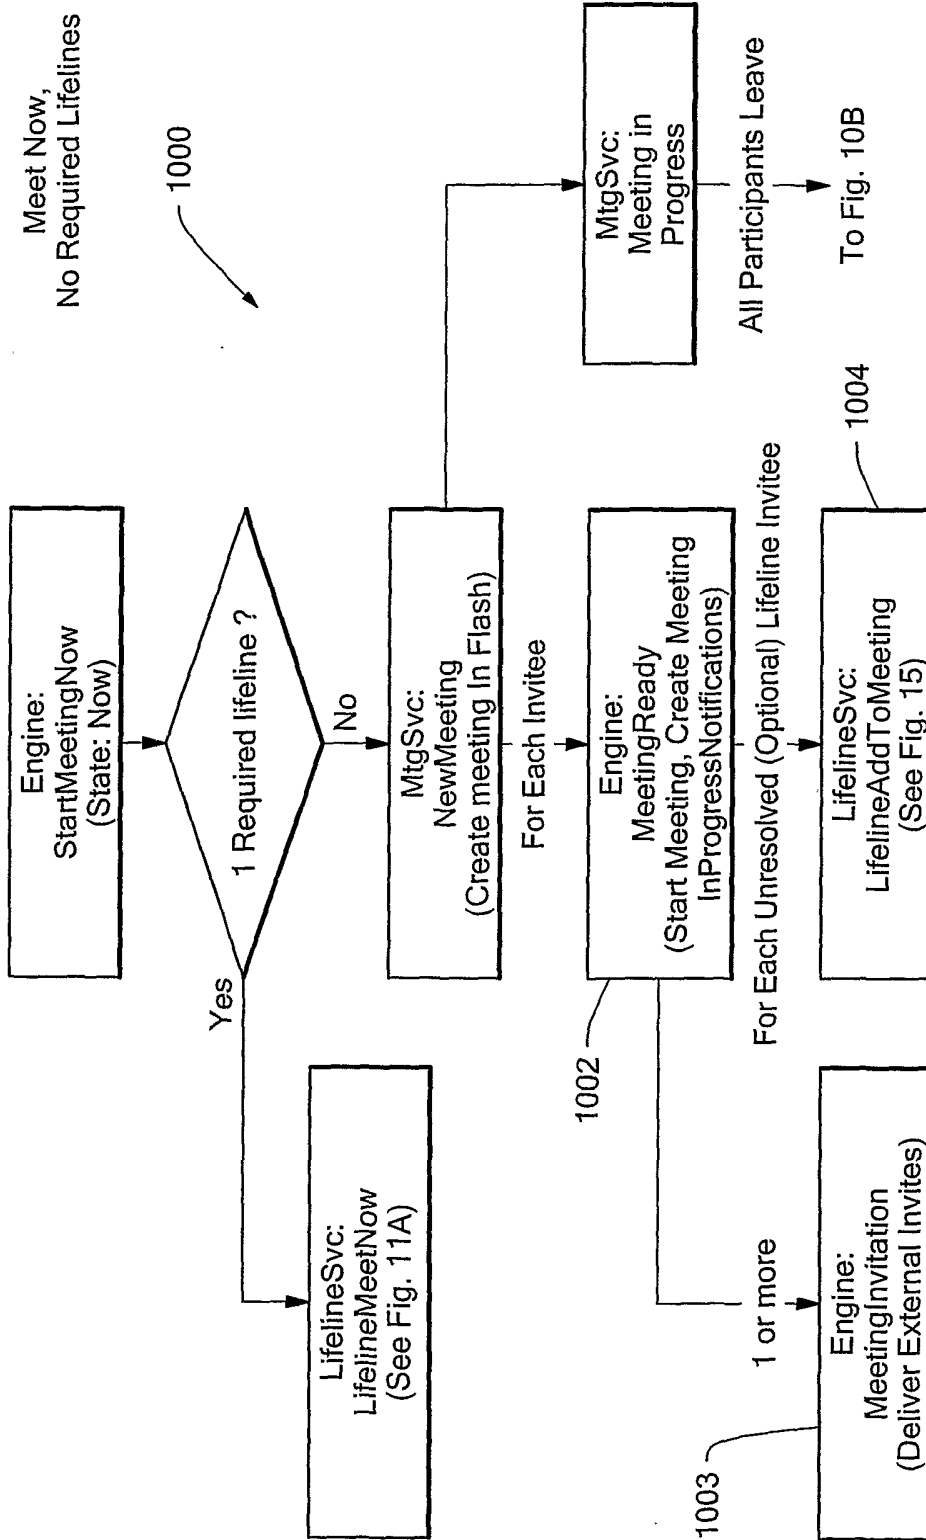 Meet Now,
No Required Lifelines
1000
Engine:
StartMeetingNow
(State: Now)
1 Required lifeline ?
Yes
No
LifelineSvc:
LifelineMeetNow
(See Fig. 11A)
MtgSvc:
NewMeeting
(Create meeting In Flash)
MtgSvc:
Meeting in
Progress
For Each Invitee
All Participants Leave
To Fig. 10B
1002
Engine:
MeetingReady
(Start Meeting, Create Meeting
InProgressNotifications)
1 or more
For Each Unresolved (Optional) Lifeline Invitee
1003
Engine:
MeetingInvitation
(Deliver External Invites)
1004
LifelineSvc:
LifelineAddToMeeting
(See Fig. 15)